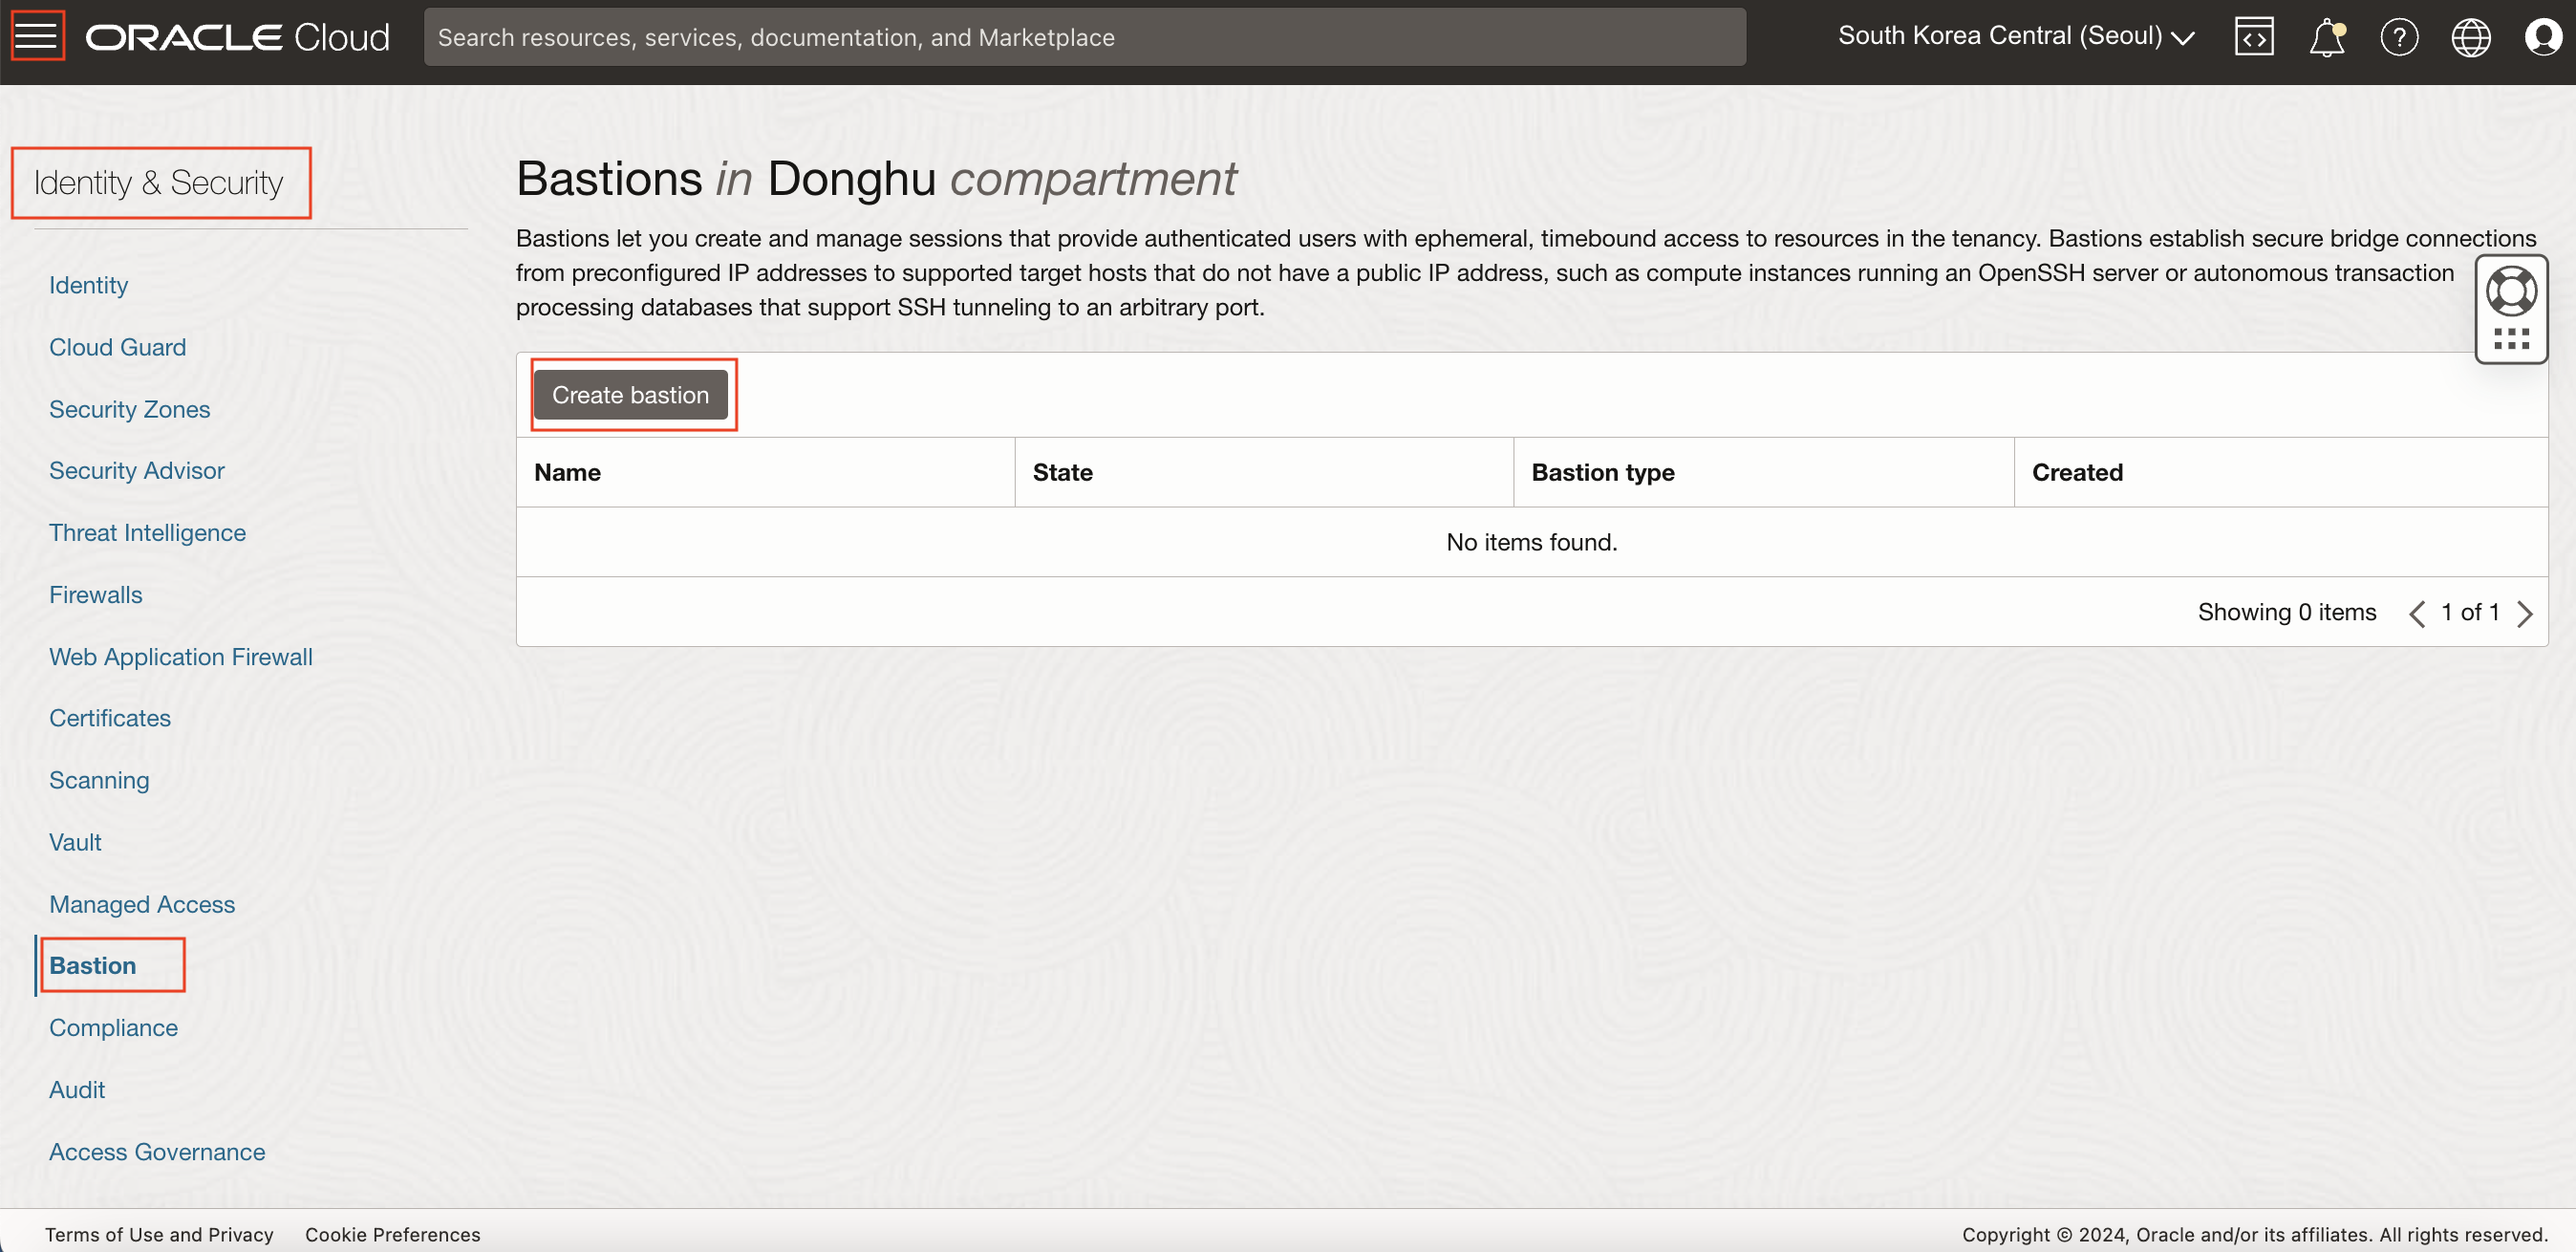 ORACLE Cloud
Search resources, services, documentation, and Marketplace
South Korea Central (Seoul)
Identity & Security
Identity
Cloud Guard
Security Zones
Security Advisor
Threat Intelligence
Firewalls
Web Application Firewall
Certificates
Scanning
Vault
Managed Access
Bastion
Compliance
Audit
Access Governance
Bastions in Donghu compartment
Bastions let you create and manage sessions that provide authenticated users with ephemeral, timebound access to resources in the tenancy. Bastions establish secure bridge connections
from preconfigured IP addresses to supported target hosts that do not have a public IP address, such as compute instances running an OpenSSH server or autonomous transaction
processing databases that support SSH tunneling to an arbitrary port.
Create bastion
Name State Bastion type Created
No items found.
Showing 0 items 1 of 1
Terms of Use and Privacy Cookie Preferences
Copyright © 2024, Oracle and/or its affiliates. All rights reserved.